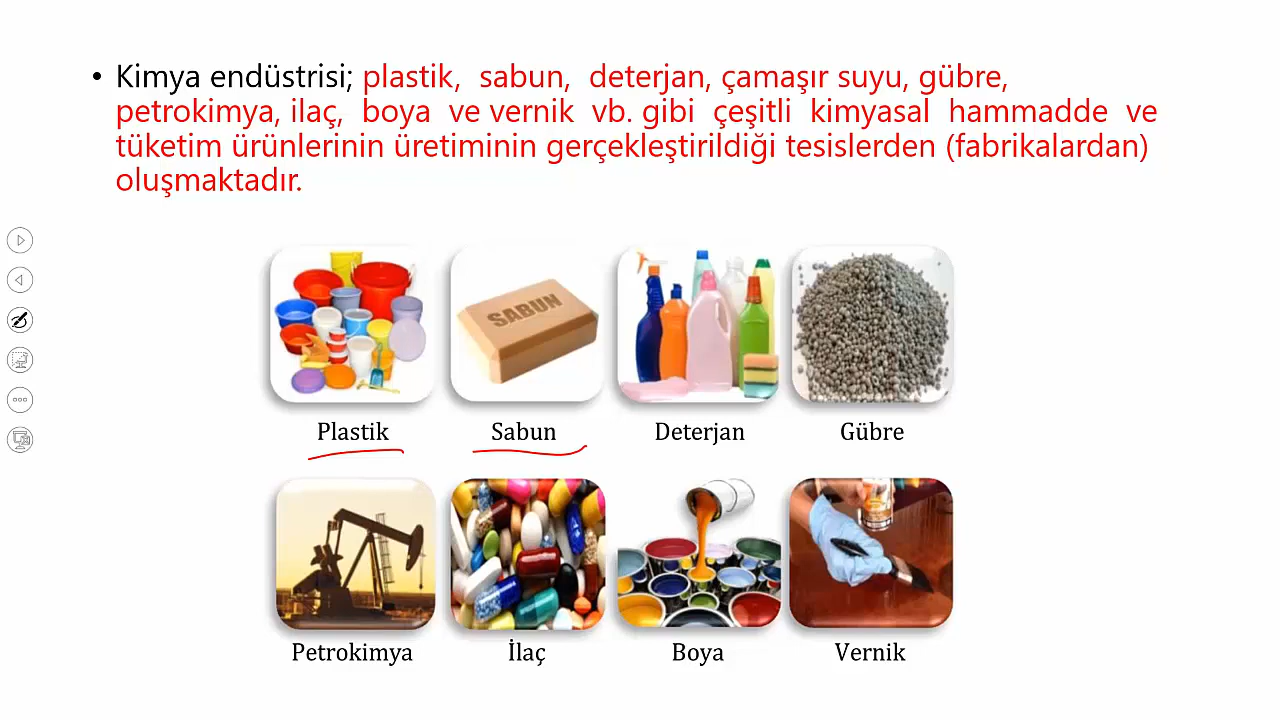 • Kimya endüstrisi; plastik, sabun, deterjan, çamaşır suyu, gübre,
petrokimya, ilaç, boya ve vernik vb. gibi çeşitli kimyasal hammadde ve
tüketim ürünlerinin üretiminin gerçekleştirildiği tesislerden (fabrikalardan)
oluşmaktadır.
SABUN
Plastik Sabun Deterjan Gübre
Petrokimya İlaç Boya Vernik